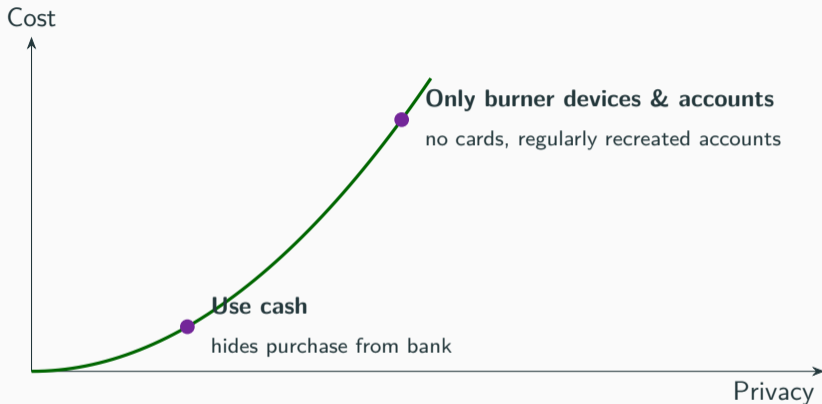 Cost
Only burner devices & accounts
no cards, regularly recreated accounts
Use cash
hides purchase from bank
Privacy